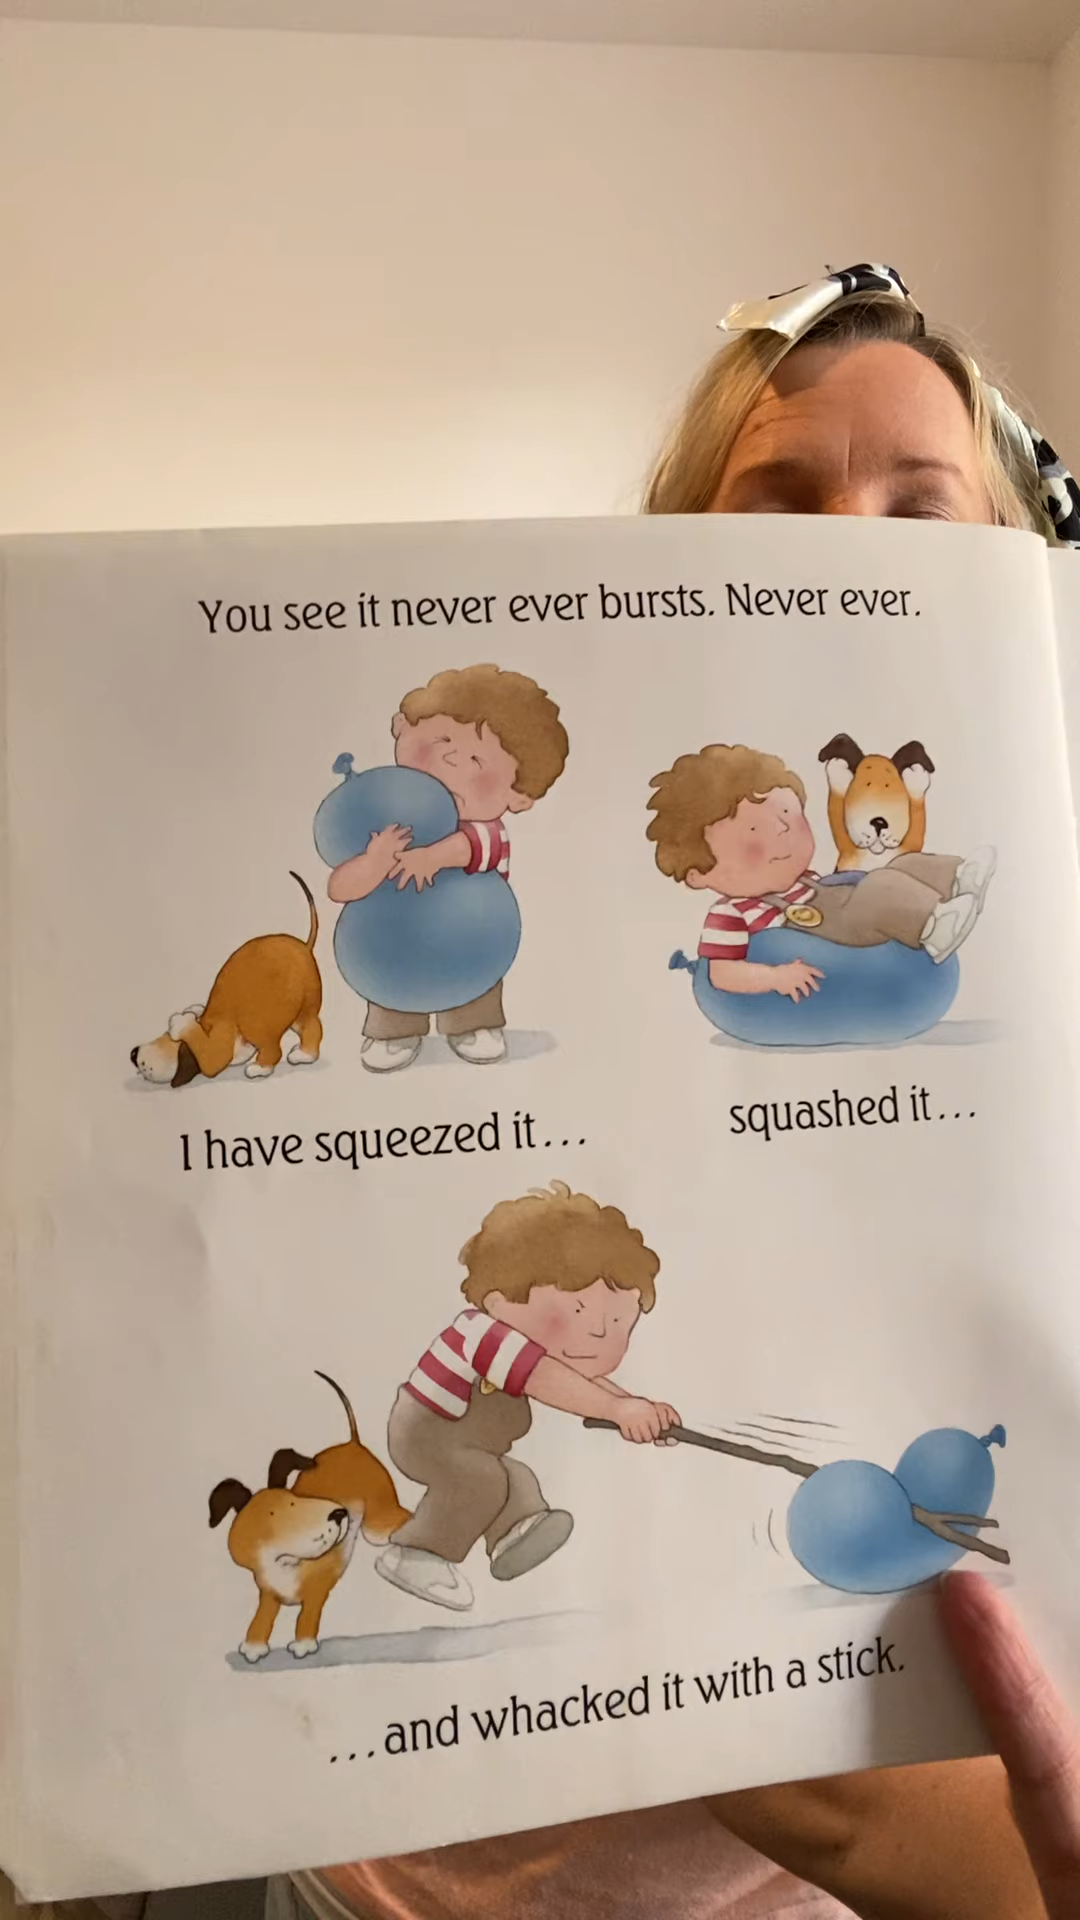 You see it never ever bursts. Never ever.
I have squeezed it...
squashed it...
...and whacked it with a stick.